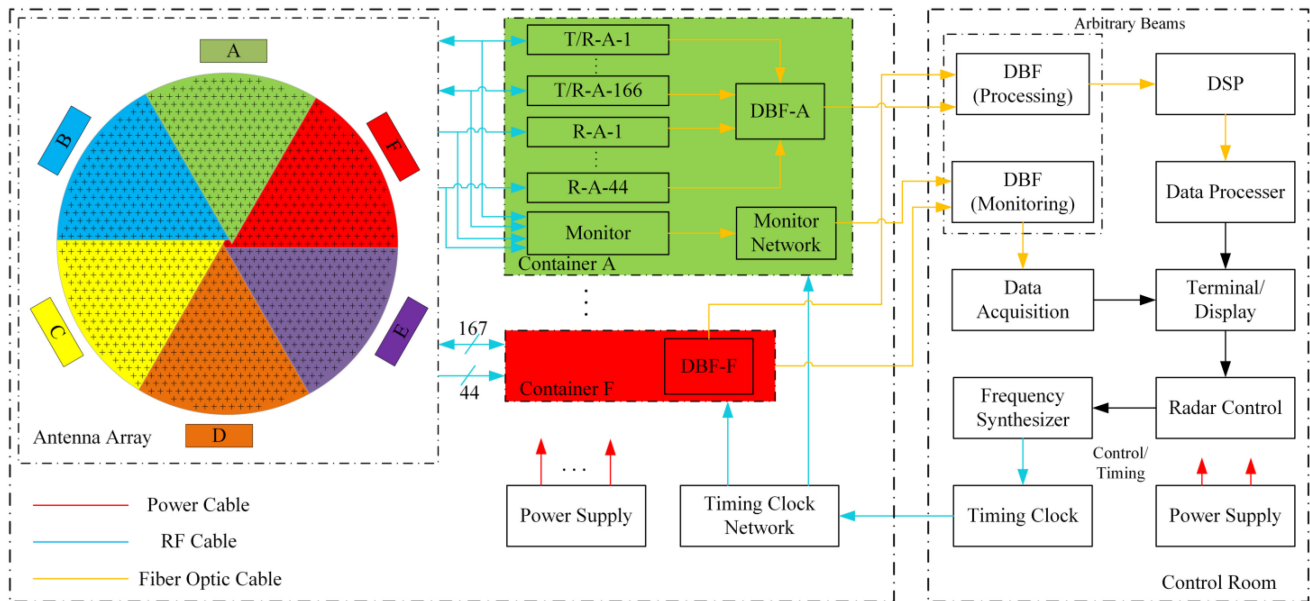 A
B
F
C
E
D
Antenna Array
Power Cable
RF Cable
Fiber Optic Cable
T/R-A-1
T/R-A-166
R-A-1
R-A-44
Monitor
DBF-A
Monitor
Network
Container A
167
44
DBF-F
Container F
Power Supply
Timing Clock
Network
Arbitrary Beams
DBF
(Processing)
DSP
DBF
(Monitoring)
Data Processer
Data
Acquisition
Terminal/
Display
Frequency
Synthesizer
Radar Control
Control/
Timing
Timing Clock
Power Supply
Control Room